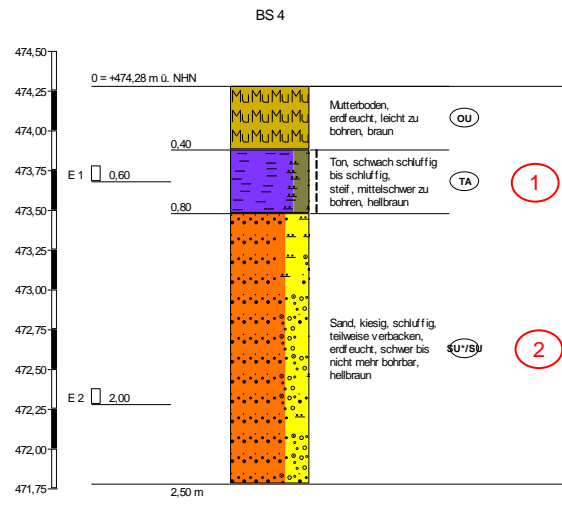 BS 4
474,50
0 = +474,28 m ü. NHN
474,25
MuMuMuMu
MuMuMuMu
MuMuMuMu
Mutterboden,
erdfeucht, leicht zu
bohren, braun
OU
474,00
0,40
473,75
E 1 0,60
Ton, schwach schluffig
bis schluffig,
steif, mittelschwer zu
bohren, hellbraun
TA
1
473,50
0,80
473,25
473,00
472,75
Sand, kiesig, schluffig,
teilweise verbacken,
erdfeucht, schwer bis
nicht mehr bohrbar,
hellbraun
SU*/SU
2
472,50
E 2 2,00
472,25
472,00
471,75
2,50 m